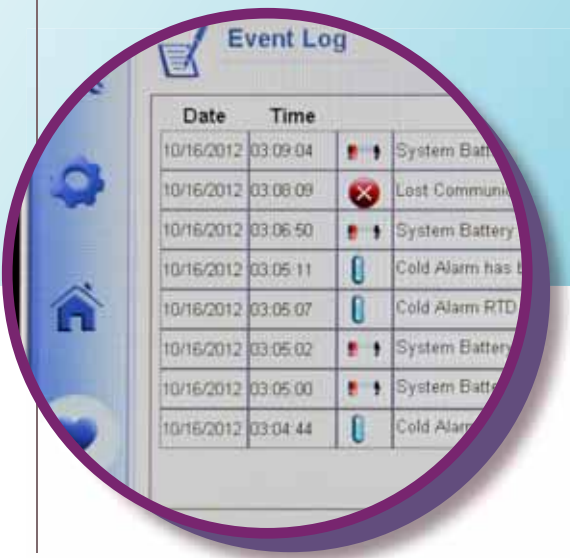 Event Log
Date Time
10/16/2012 03:09:04 System Batt
10/16/2012 03:08:09 Lost Communi
10/16/2012 03:06:50 System Battery
10/16/2012 03:05:11 Cold Alarm has
10/16/2012 03:05:07 Cold Alarm RTD
10/16/2012 03:05:02 System Battery
10/16/2012 03:05:00 System Batte
10/16/2012 03:04:44 Cold Alarm